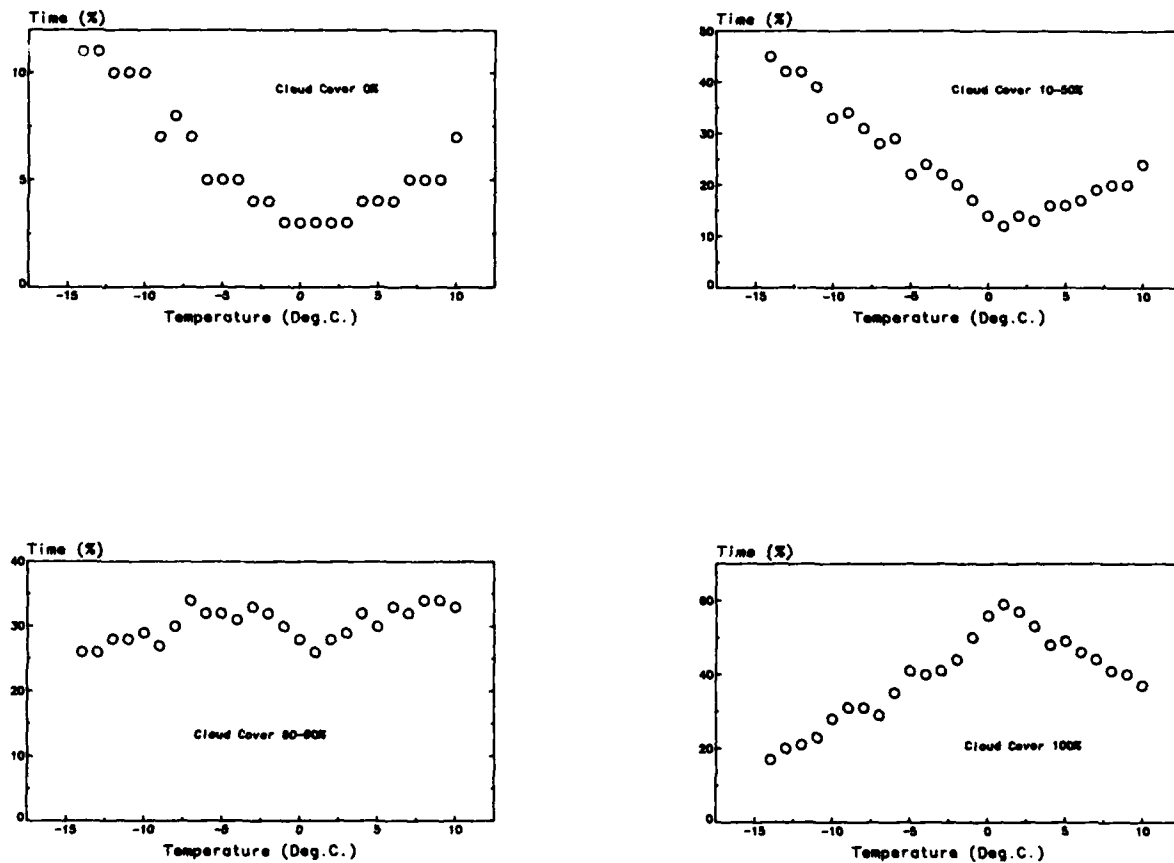 Time (%)
10
5
0
Cloud Cover 0%
-15 -10 -5 0 5 10
Temperature (Deg.C.)
Time (%)
50
40
30
20
10
0
Cloud Cover 10-50%
-15 -10 -5 0 5 10
Temperature (Deg.C.)
Time (%)
40
30
20
10
0
Cloud Cover 60-90%
-15 -10 -5 0 5 10
Temperature (Deg.C.)
Time (%)
60
40
20
0
Cloud Cover 100%
-15 -10 -5 0 5 10
Temperature (Deg.C.)